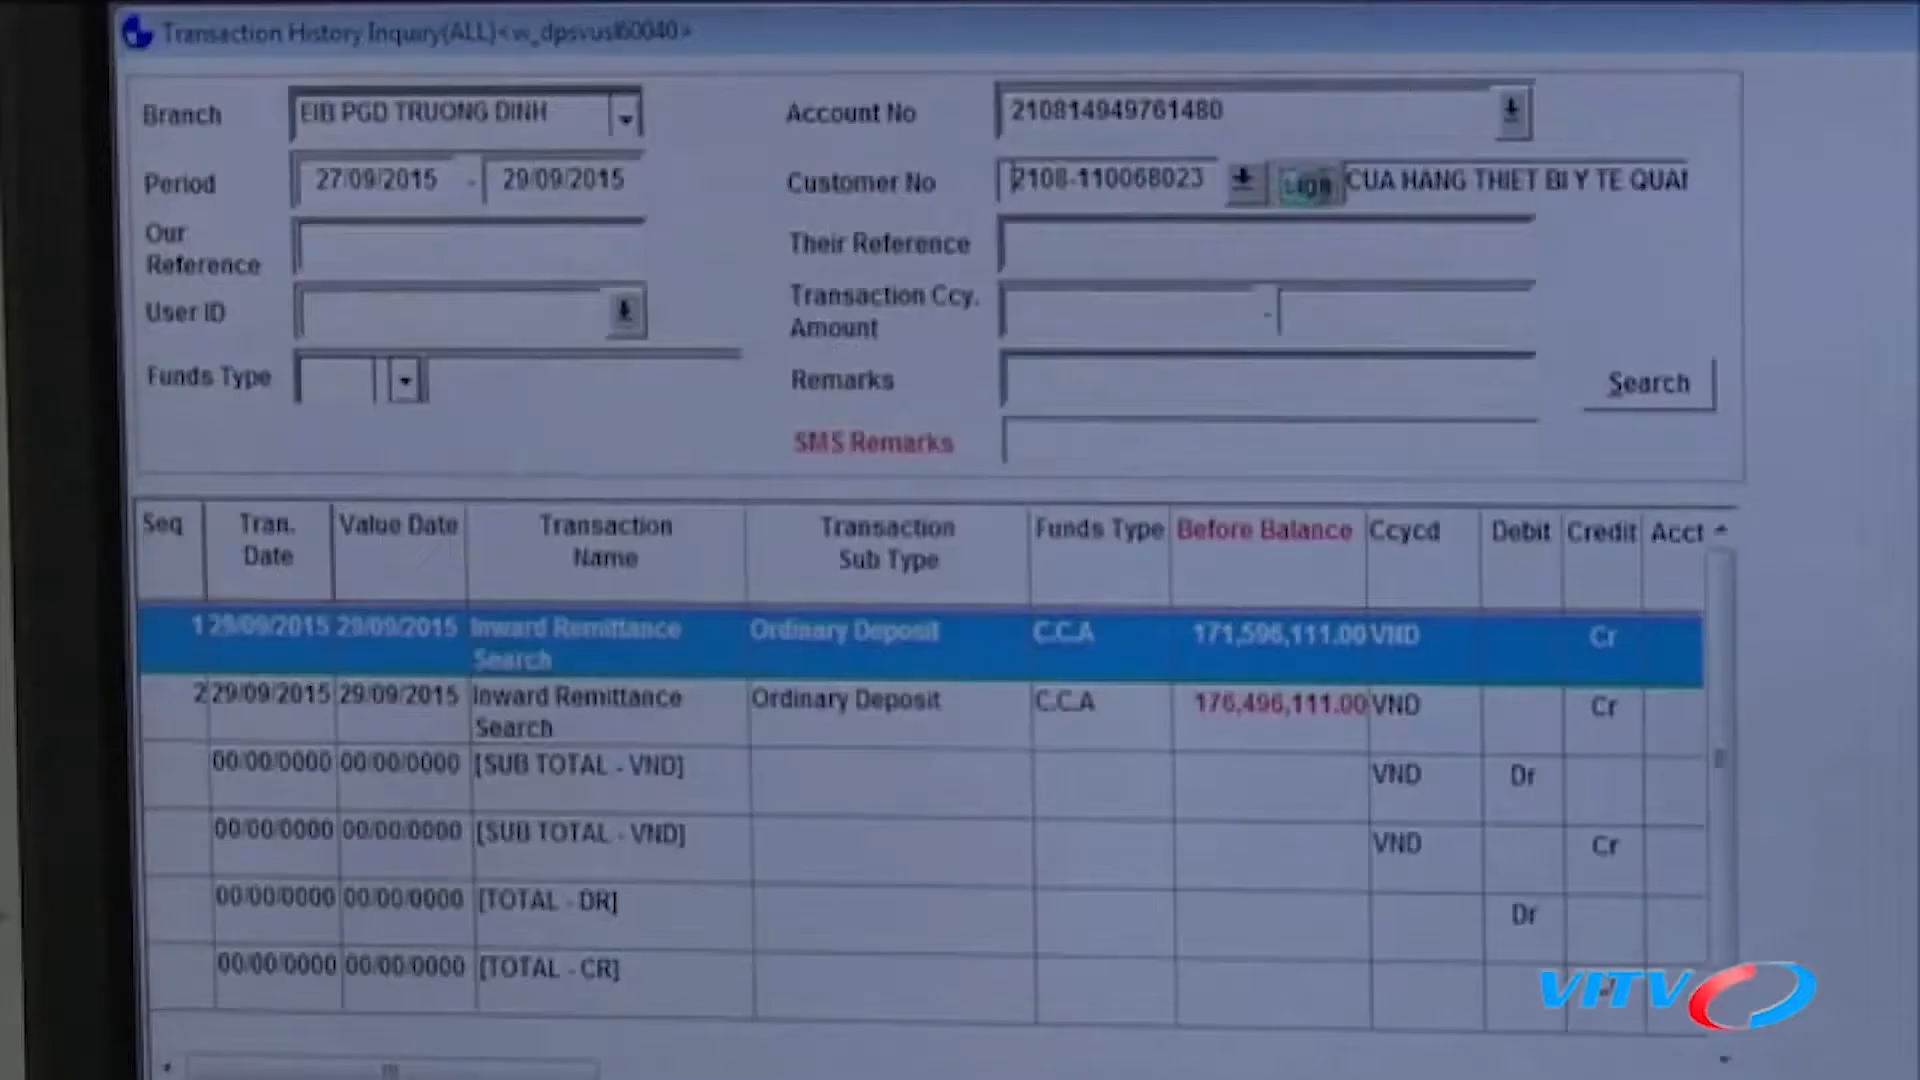 Transaction History Inquiry(ALL)<w_dpsvusl60040>
Branch EIB PGD TRUONG DINH Account No 210814949761480
Period 27/09/2015 - 29/09/2015 Customer No 2108-110068023 CUA HANG THIET BI Y TE QUAI
Our Reference Their Reference
User ID Transaction Ccy. Amount -
Funds Type Remarks Search
SMS Remarks
Seq Tran. Date Value Date Transaction Name Transaction Sub Type Funds Type Before Balance Ccycd Debit Credit Acct
1 29/09/2015 29/09/2015 Inward Remittance Search Ordinary Deposit C.C.A 171,596,111.00 VND Cr
2 29/09/2015 29/09/2015 Inward Remittance Search Ordinary Deposit C.C.A 176,496,111.00 VND Cr
00/00/0000 00/00/0000 [SUB TOTAL - VND] VND Dr
00/00/0000 00/00/0000 [SUB TOTAL - VND] VND Cr
00/00/0000 00/00/0000 [TOTAL - DR] Dr
00/00/0000 00/00/0000 [TOTAL - CR]
VITV